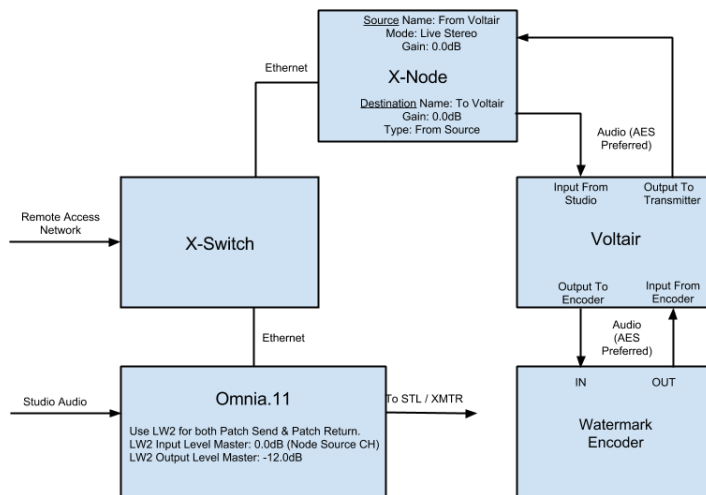 Source Name: From Voltair
Mode: Live Stereo
Gain: 0.0dB
X-Node
Destination Name: To Voltair
Gain: 0.0dB
Type: From Source
Ethernet
Audio (AES
Preferred)
Remote Access
Network
X-Switch
Input From
Studio
Output To
Transmitter
Voltair
Output To
Encoder
Input From
Encoder
Ethernet
Audio
(AES
Preferred)
Studio Audio
Omnia.11
Use LW2 for both Patch Send & Patch Return.
LW2 Input Level Master: 0.0dB (Node Source CH)
LW2 Output Level Master: -12.0dB
To STL / XMTR
IN
OUT
Watermark
Encoder